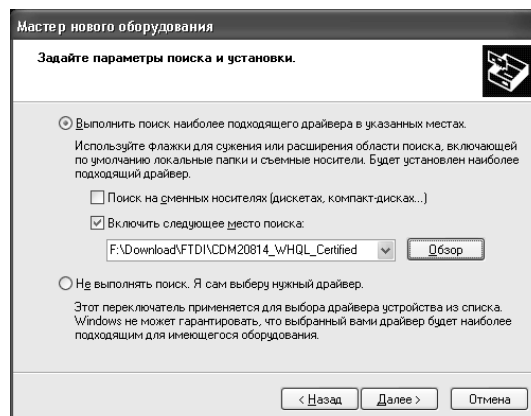 Мастер нового оборудования
Задайте параметры поиска и установки.
Выполнить поиск наиболее подходящего драйвера в указанных местах.
Используйте флажки для сужения или расширения области поиска, включающей
по умолчанию локальные папки и съемные носители. Будет установлен наиболее
подходящий драйвер.
Поиск на сменных носителях (дискетах, компакт-дисках...)
Включить следующее место поиска:
F:\Download\FTDI\CDM20814_WHQL_Certified
Обзор
Не выполнять поиск. Я сам выберу нужный драйвер.
Этот переключатель применяется для выбора драйвера устройства из списка.
Windows не может гарантировать, что выбранный вами драйвер будет наиболее
подходящим для имеющегося оборудования.
< Назад Далее > Отмена